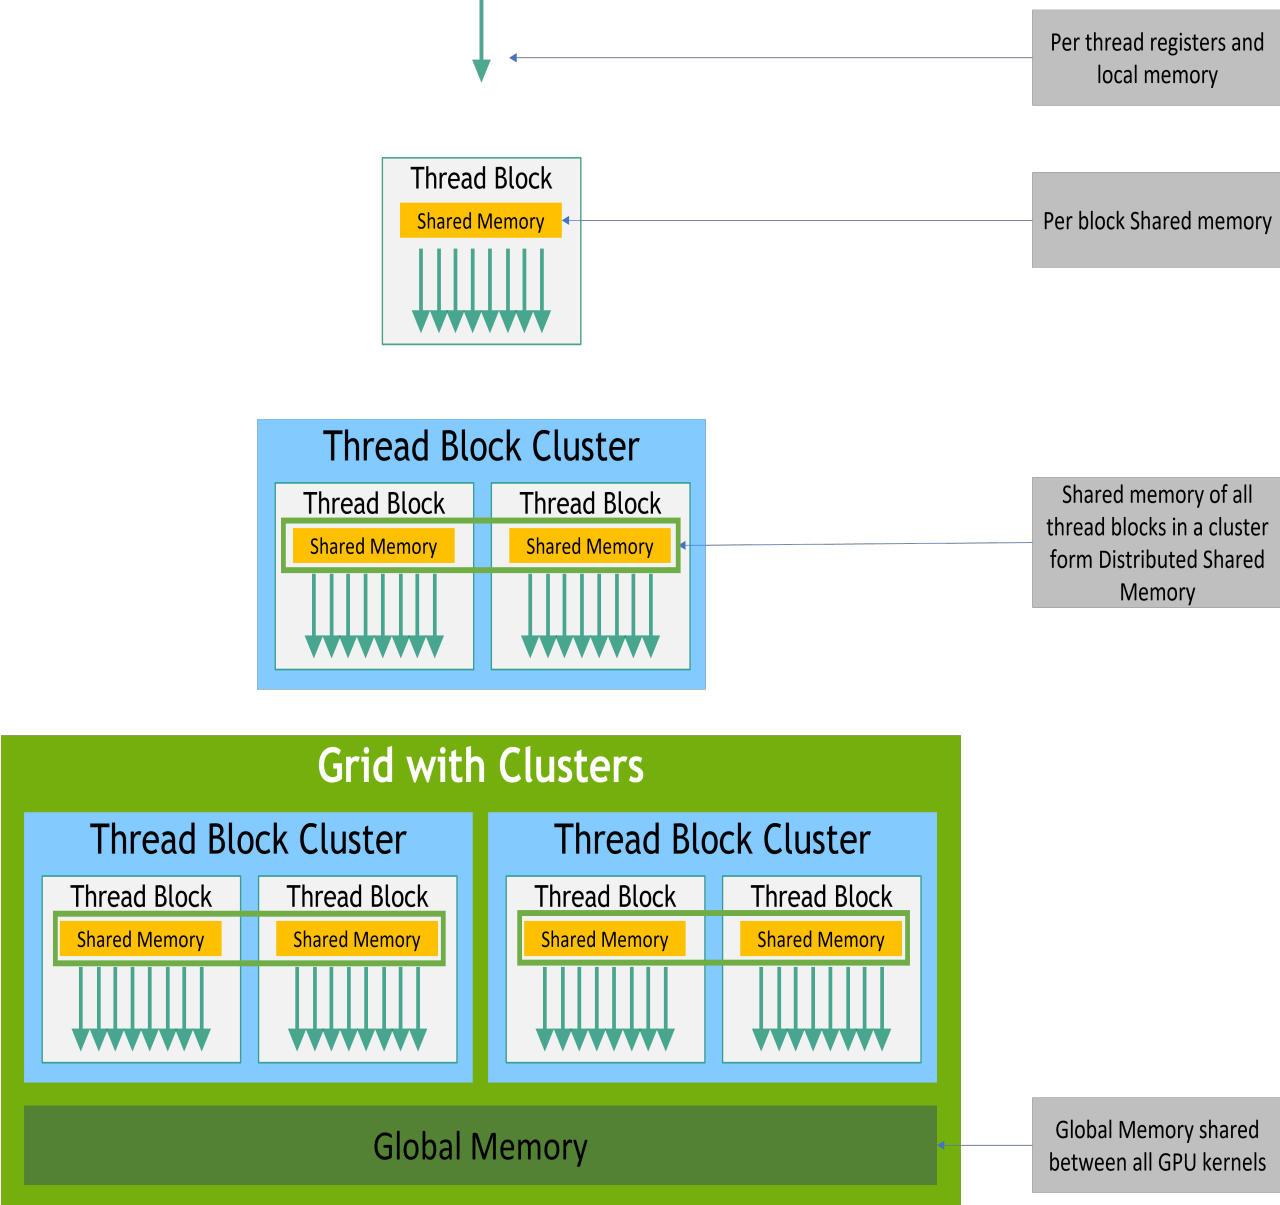 Per thread registers and
local memory
Thread Block
Shared Memory
Per block Shared memory
Thread Block Cluster
Thread Block
Thread Block
Shared Memory
Shared Memory
Shared memory of all
thread blocks in a cluster
form Distributed Shared
Memory
Grid with Clusters
Thread Block Cluster
Thread Block Cluster
Thread Block
Thread Block
Thread Block
Thread Block
Shared Memory
Shared Memory
Shared Memory
Shared Memory
Global Memory
Global Memory shared
between all GPU kernels